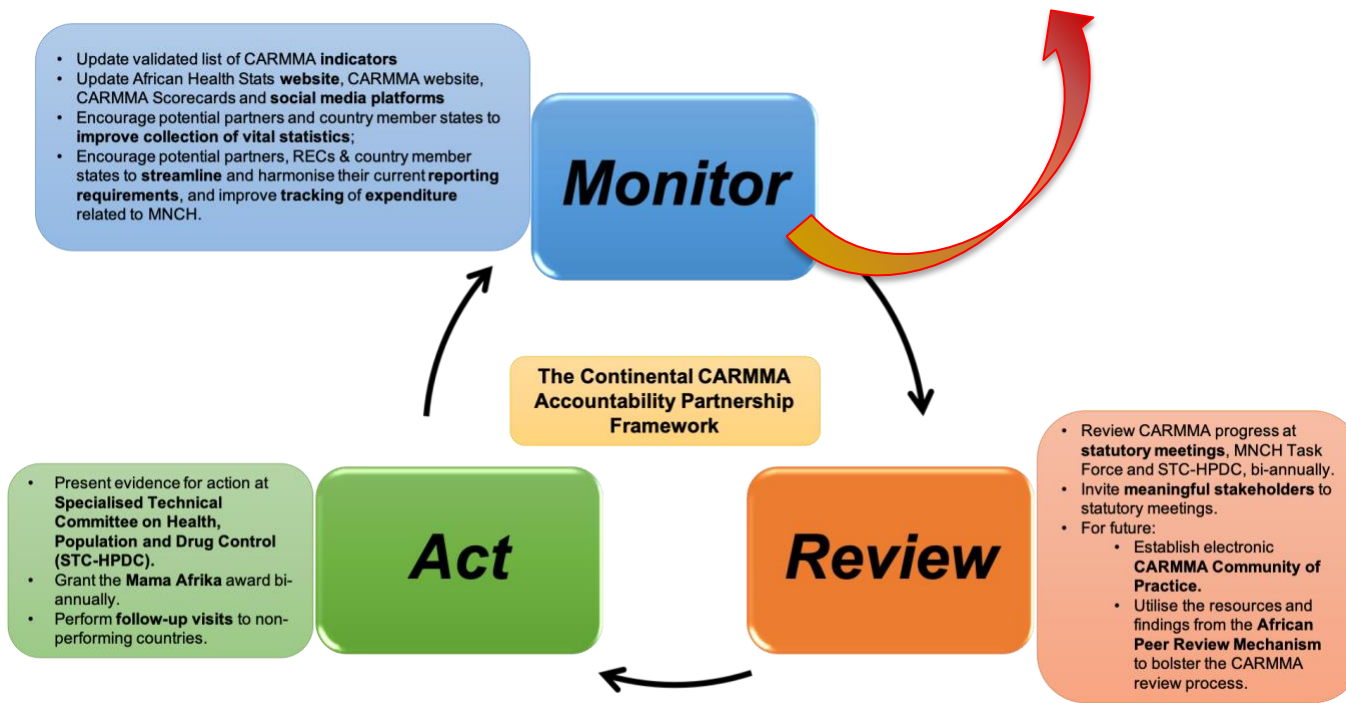 • Update validated list of CARMMA indicators
• Update African Health Stats website, CARMMA website,
CARMMA Scorecards and social media platforms
• Encourage potential partners and country member states to
improve collection of vital statistics;
• Encourage potential partners, RECs & country member
states to streamline and harmonise their current reporting
requirements, and improve tracking of expenditure
related to MNCH.
Monitor
The Continental CARMMA
Accountability Partnership
Framework
• Present evidence for action at
Specialised Technical
Committee on Health,
Population and Drug Control
(STC-HPDC).
• Grant the Mama Afrika award bi-
annually.
• Perform follow-up visits to non-
performing countries.
Act
Review
• Review CARMMA progress at
statutory meetings, MNCH Task
Force and STC-HPDC, bi-annually.
• Invite meaningful stakeholders to
statutory meetings.
• For future:
• Establish electronic
CARMMA Community of
Practice.
• Utilise the resources and
findings from the African
Peer Review Mechanism
to bolster the CARMMA
review process.